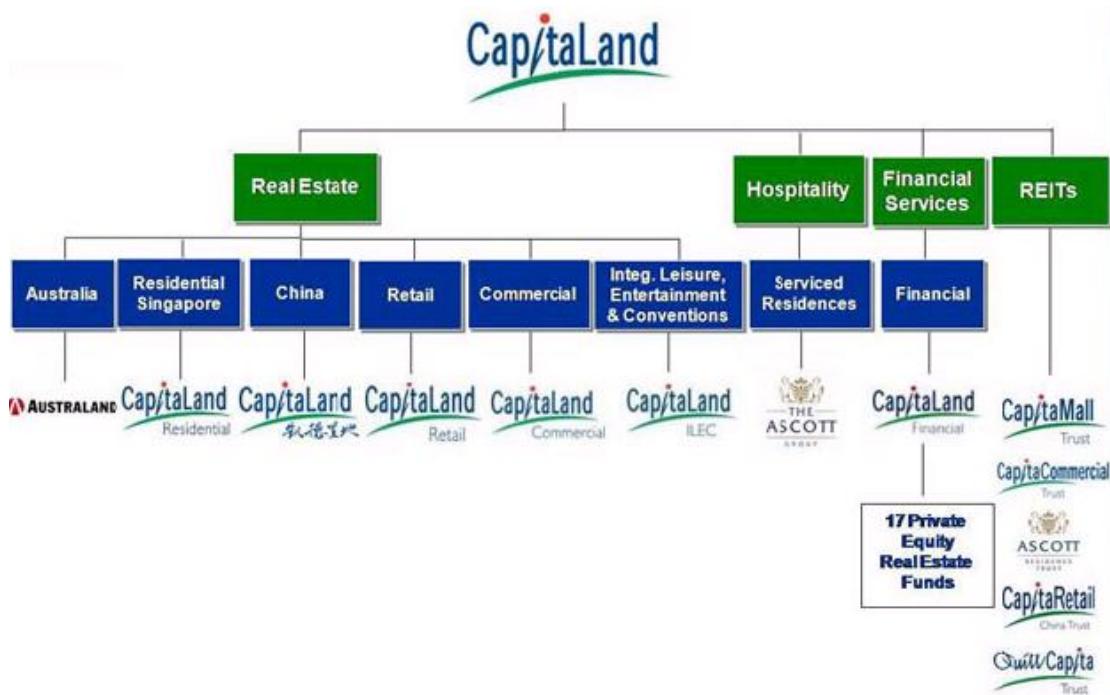 CapitaLand
Real Estate
Hospitality
Financial
Services
REITs
Australia
Residential
Singapore
China
Retail
Commercial
Integ. Leisure,
Entertainment
& Conventions
Serviced
Residences
Financial
AUSTRALAND
CapitaLand
Residential
CapitaLand
凯德置地
CapitaLand
Retail
CapitaLand
Commercial
CapitaLand
ILEC
THE
ASCOTT
GROUP
CapitaLand
Financial
CapitaMall
Trust
CapitaCommercial
Trust
ASCOTT
RESIDENCE
TRUST
CapitaRetail
China Trust
QuillCapita
Trust
17 Private
Equity
Real Estate
Funds